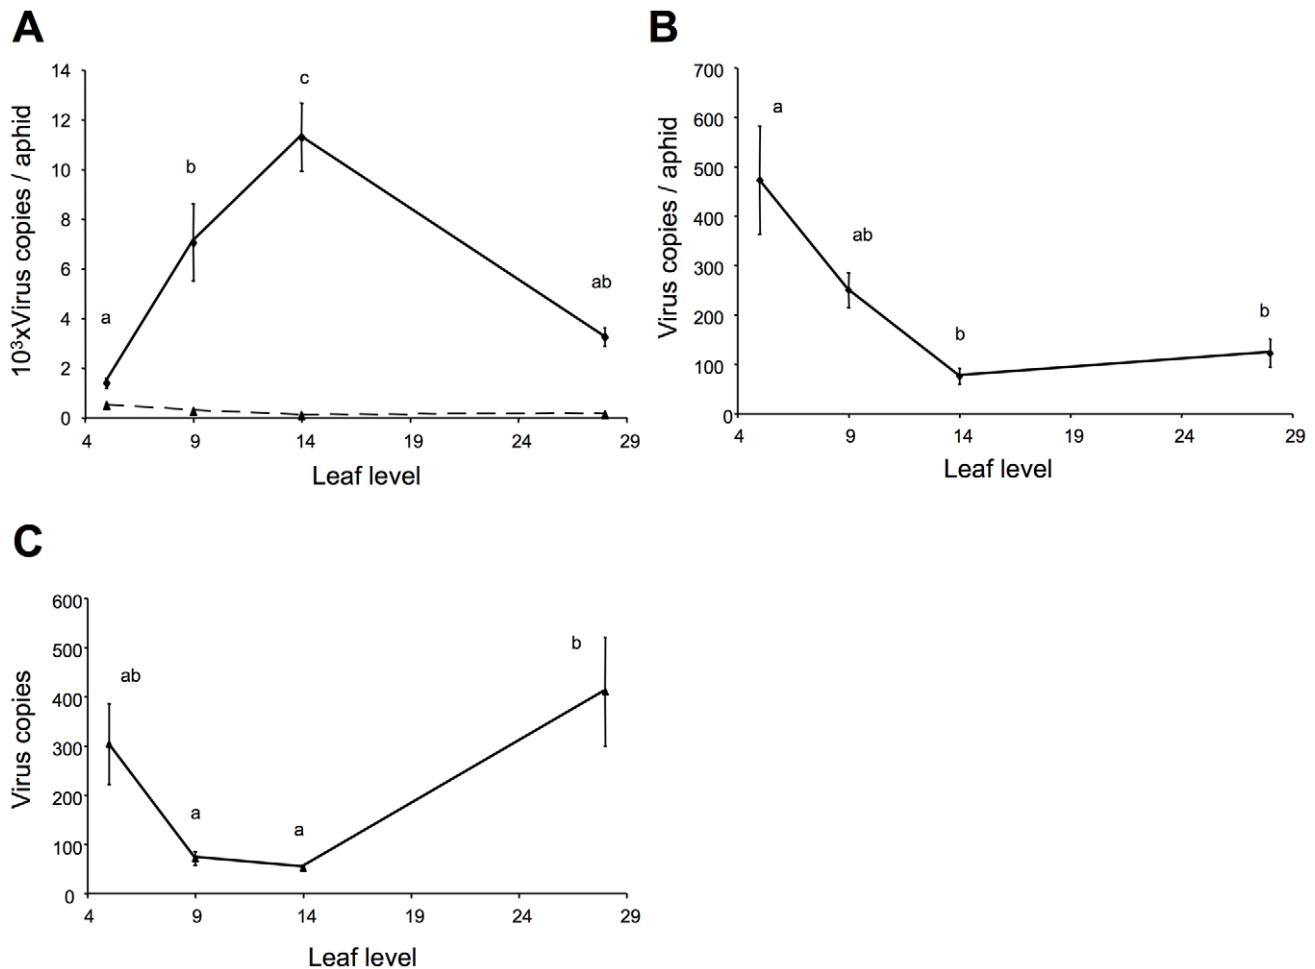 A
14
12
10
8
6
4
2
0
10³xVirus copies / aphid
a
b
c
ab
4 9 14 19 24 29
Leaf level
B
700
600
500
400
300
200
100
0
Virus copies / aphid
a
ab
b
b
4 9 14 19 24 29
Leaf level
C
600
500
400
300
200
100
0
Virus copies
ab
a
a
b
4 9 14 19 24 29
Leaf level